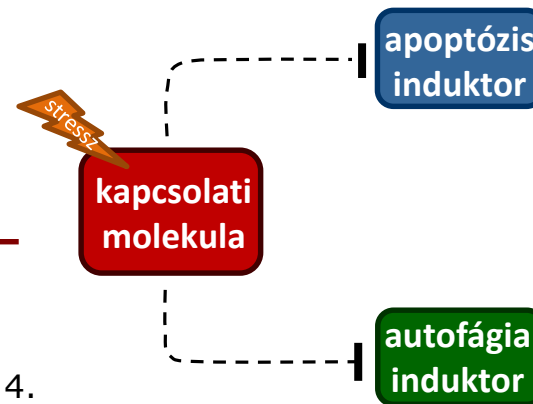 apoptózis
induktor
stressz
kapcsolati
molekula
autofágia
induktor
4.